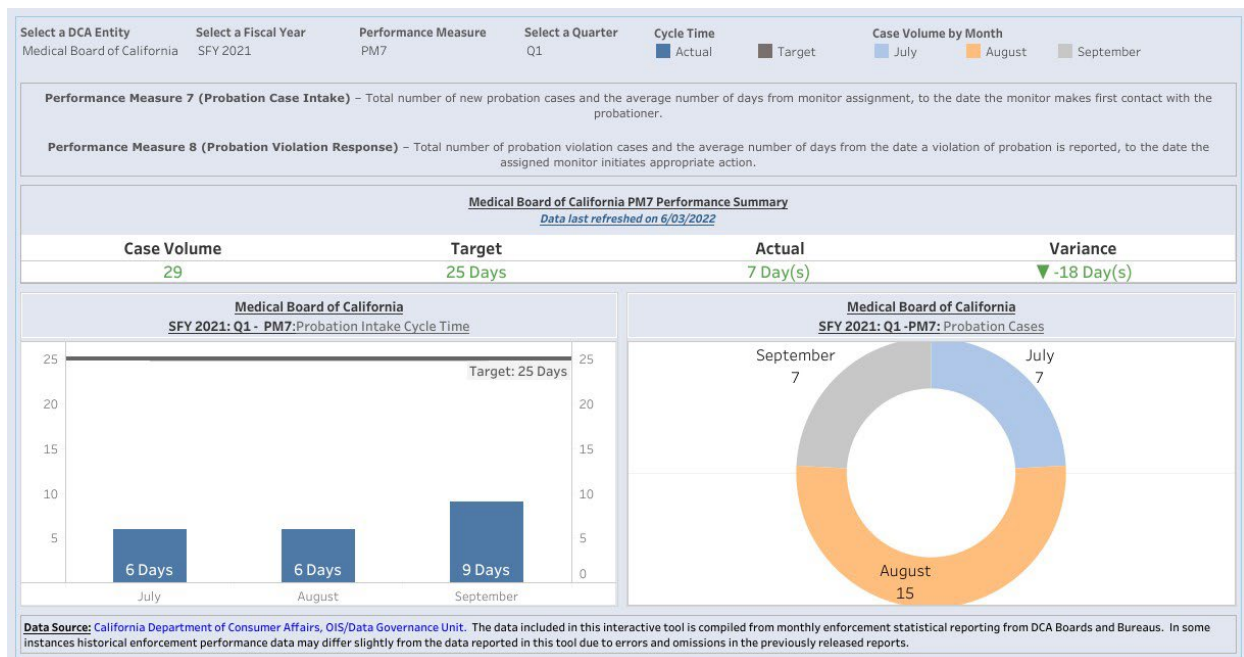 Select a DCA Entity
Medical Board of California
Select a Fiscal Year
SFY 2021
Performance Measure
PM7
Select a Quarter
Q1
Cycle Time
Actual
Target
Case Volume by Month
July
August
September
Performance Measure 7 (Probation Case Intake) – Total number of new probation cases and the average number of days from monitor assignment, to the date the monitor makes first contact with the
probationer.
Performance Measure 8 (Probation Violation Response) – Total number of probation violation cases and the average number of days from the date a violation of probation is reported, to the date the
assigned monitor initiates appropriate action.
Medical Board of California PM7 Performance Summary
Data last refreshed on 6/03/2022
Case Volume Target Actual Variance
29 25 Days 7 Day(s) ▼ -18 Day(s)
Medical Board of California
SFY 2021: Q1 - PM7:Probation Intake Cycle Time
25
20
15
10
5
Target: 25 Days
25
20
15
10
5
0
6 Days
6 Days
9 Days
July
August
September
Medical Board of California
SFY 2021: Q1 -PM7: Probation Cases
September
7
July
7
August
15
Data Source: California Department of Consumer Affairs, OIS/Data Governance Unit. The data included in this interactive tool is compiled from monthly enforcement statistical reporting from DCA Boards and Bureaus. In some
instances historical enforcement performance data may differ slightly from the data reported in this tool due to errors and omissions in the previously released reports.